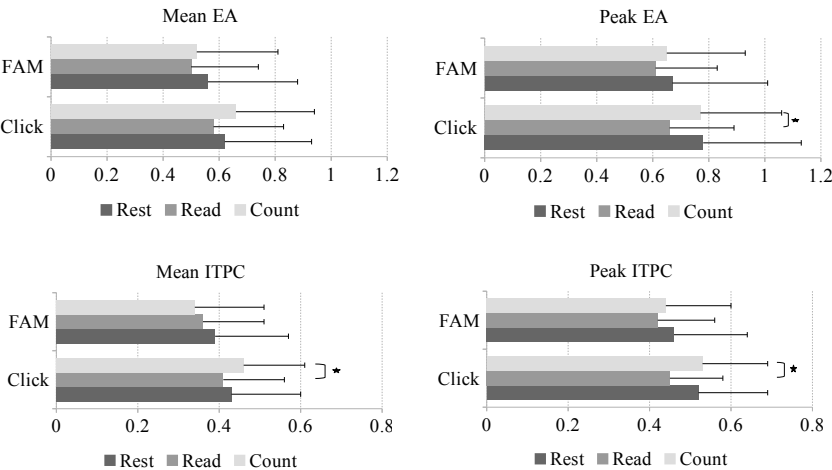 Mean EA
FAM
Click
0 0.2 0.4 0.6 0.8 1 1.2
Rest Read Count
Peak EA
FAM
Click
*
0 0.2 0.4 0.6 0.8 1 1.2
Rest Read Count
Mean ITPC
FAM
Click
*
0 0.2 0.4 0.6 0.8
Rest Read Count
Peak ITPC
FAM
Click
*
0 0.2 0.4 0.6 0.8
Rest Read Count